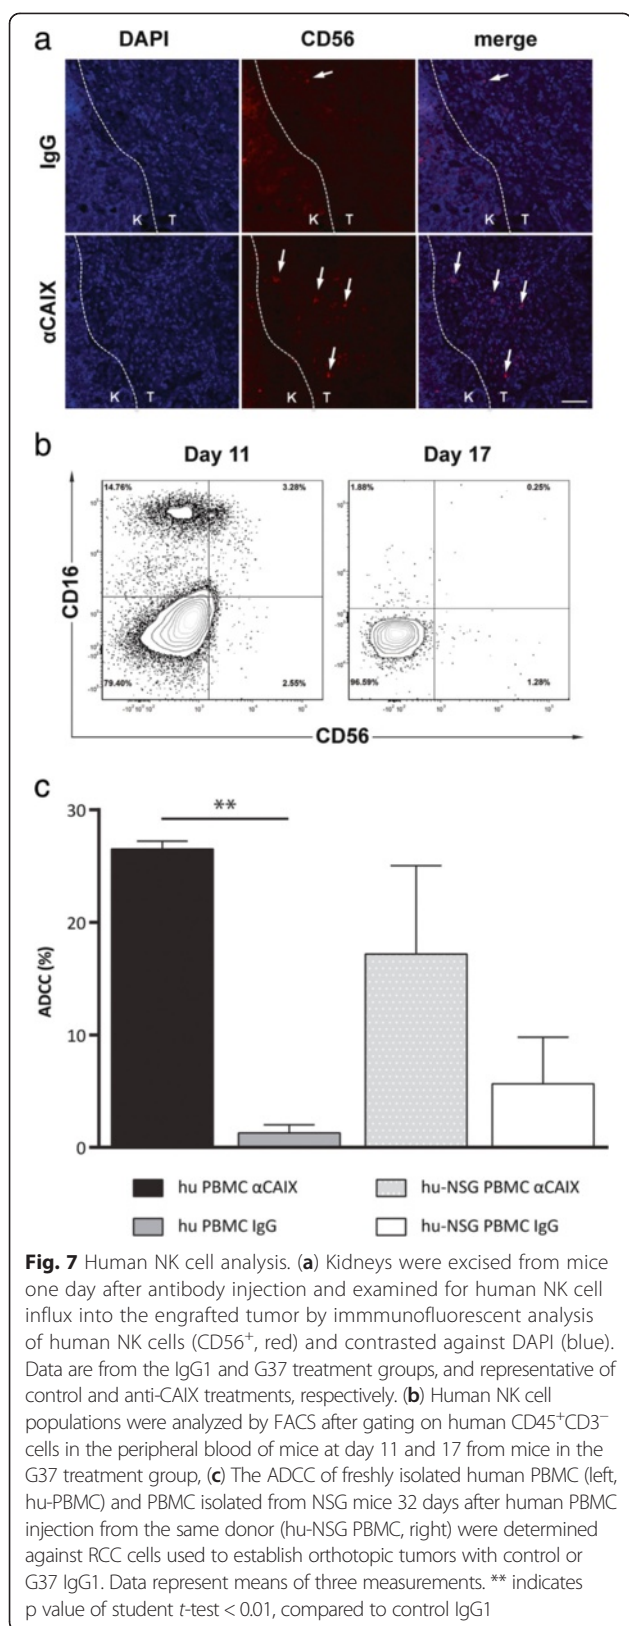 a
DAPI CD56 merge
IgG
K T K T K T
αCAIX
K T K T K T
b
Day 11 Day 17
14.76% 3.28% 1.88% 0.25%
CD16
79.40% 2.55% 96.59% 1.28%
CD56
c
30
**
20
ADCC (%)
10
0
hu PBMC αCAIX hu-NSG PBMC αCAIX
hu PBMC IgG hu-NSG PBMC IgG
Fig. 7 Human NK cell analysis. (a) Kidneys were excised from mice
one day after antibody injection and examined for human NK cell
influx into the engrafted tumor by immmunofluorescent analysis
of human NK cells (CD56⁺, red) and contrasted against DAPI (blue).
Data are from the IgG1 and G37 treatment groups, and representative of
control and anti-CAIX treatments, respectively. (b) Human NK cell
populations were analyzed by FACS after gating on human CD45⁺CD3⁻
cells in the peripheral blood of mice at day 11 and 17 from mice in the
G37 treatment group, (c) The ADCC of freshly isolated human PBMC (left,
hu-PBMC) and PBMC isolated from NSG mice 32 days after human PBMC
injection from the same donor (hu-NSG PBMC, right) were determined
against RCC cells used to establish orthotopic tumors with control or
G37 IgG1. Data represent means of three measurements. ** indicates
p value of student t-test < 0.01, compared to control IgG1